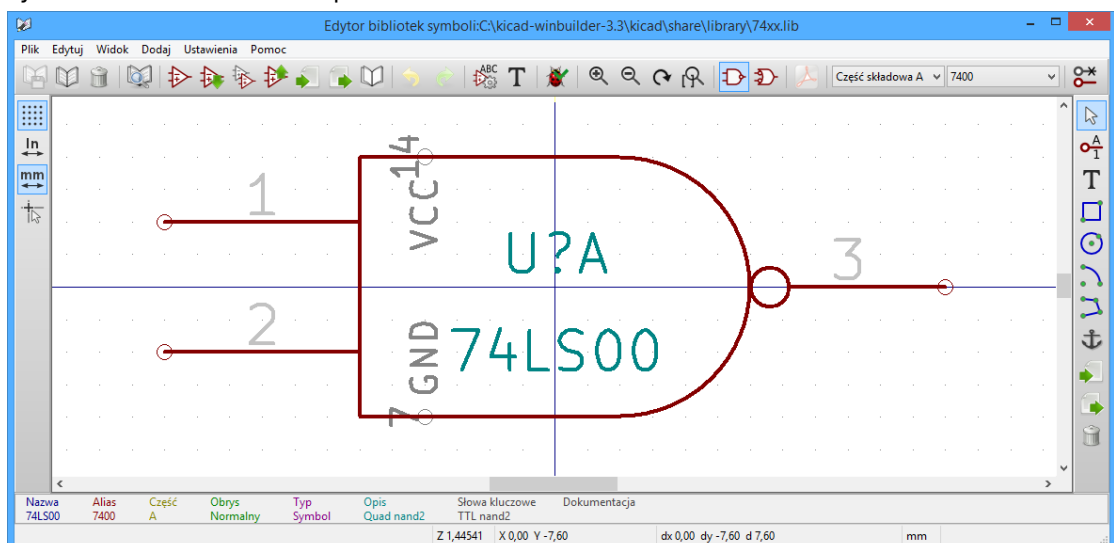 Edytor bibliotek symboli:C:\kicad-winbuilder-3.3\kicad\share\library\74xx.lib
Plik Edytuj Widok Dodaj Ustawienia Pomoc
ABC T Część składowa A 7400
In
mm
A
1
T
14
VCC
1
U?A
3
2
GND
74LS00
7
Nazwa Alias Część Obrys Typ Opis Słowa kluczowe Dokumentacja
74LS00 7400 A Normalny Symbol Quad nand2 TTL nand2
Z 1,44541 X 0,00 Y -7,60 dx 0,00 dy -7,60 d 7,60 mm